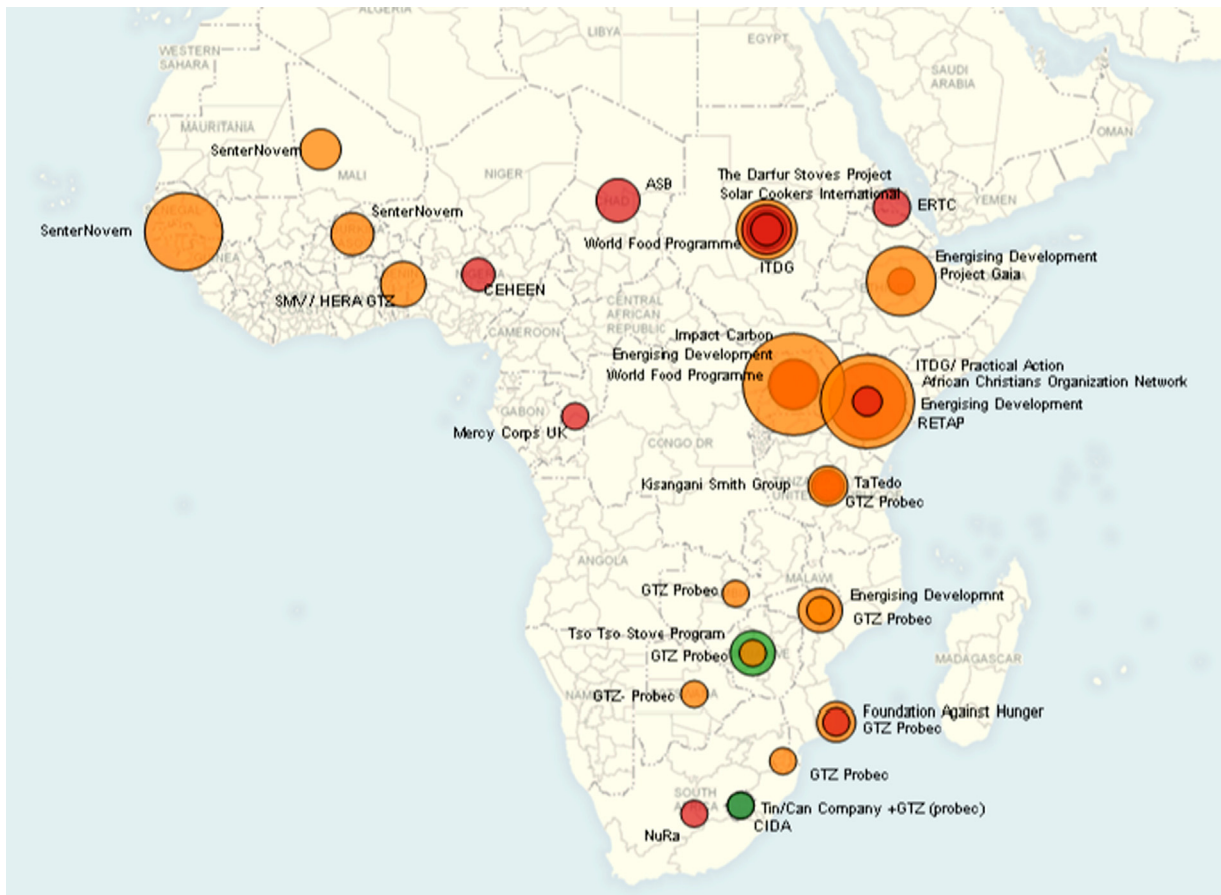 ALGERIA
LIBYA
EGYPT
WESTERN
SAHARA
SAUDI
ARABIA
MAURITANIA
OMAN
SenterNovem
MALI
NIGER
ASB
CHAD
The Darfur Stoves Project
Solar Cookers International
ERTC
YEMEN
SENEGAL
SenterNovem
SenterNovem
World Food Programme
ITDG
Energising Development
Project Gaia
CEHEEN
SMV// HERA GTZ
CENTRAL
AFRICAN
REPUBLIC
CAMEROON
Impact Carbon
Energising Development
World Food Programme
ITDG/ Practical Action
African Christians Organization Network
Energising Development
RETAP
GABON
Mercy Corps UK
CONGO DR
Kisangani Smith Group
TaTedo
GTZ Probec
ANGOLA
MALAWI
GTZ Probec
Energising Developmnt
GTZ Probec
Tso Tso Stove Program
GTZ Probec
MADAGASCAR
GTZ- Probec
Foundation Against Hunger
GTZ Probec
GTZ Probec
SOUTH
AFRICA
Tin/Can Company +GTZ (probec)
CIDA
NuRa